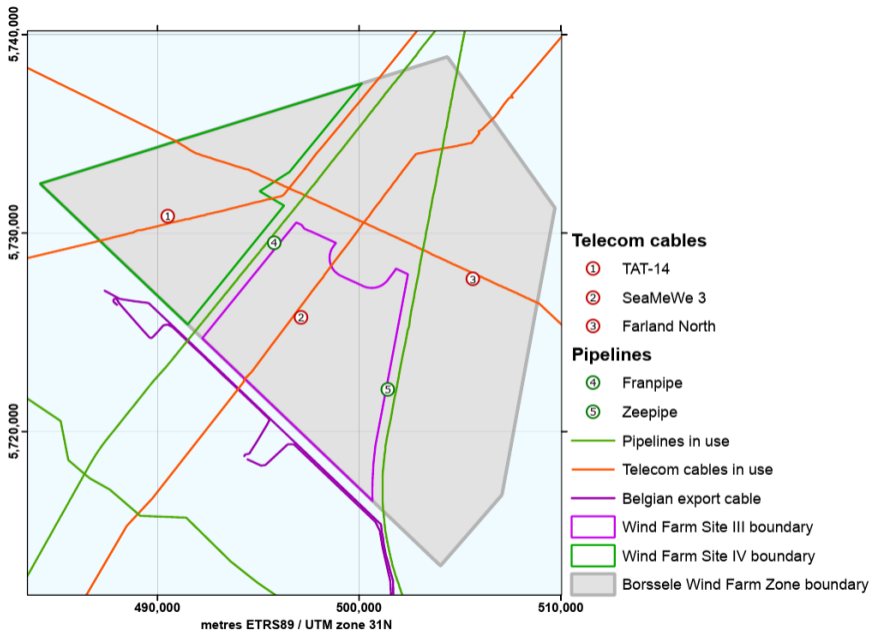 5,740,000
5,730,000
5,720,000
1
4
3
2
5
490,000
500,000
510,000
metres ETRS89 / UTM zone 31N
Telecom cables
1 TAT-14
2 SeaMeWe 3
3 Farland North
Pipelines
4 Franpipe
5 Zeepipe
Pipelines in use
Telecom cables in use
Belgian export cable
Wind Farm Site III boundary
Wind Farm Site IV boundary
Borssele Wind Farm Zone boundary